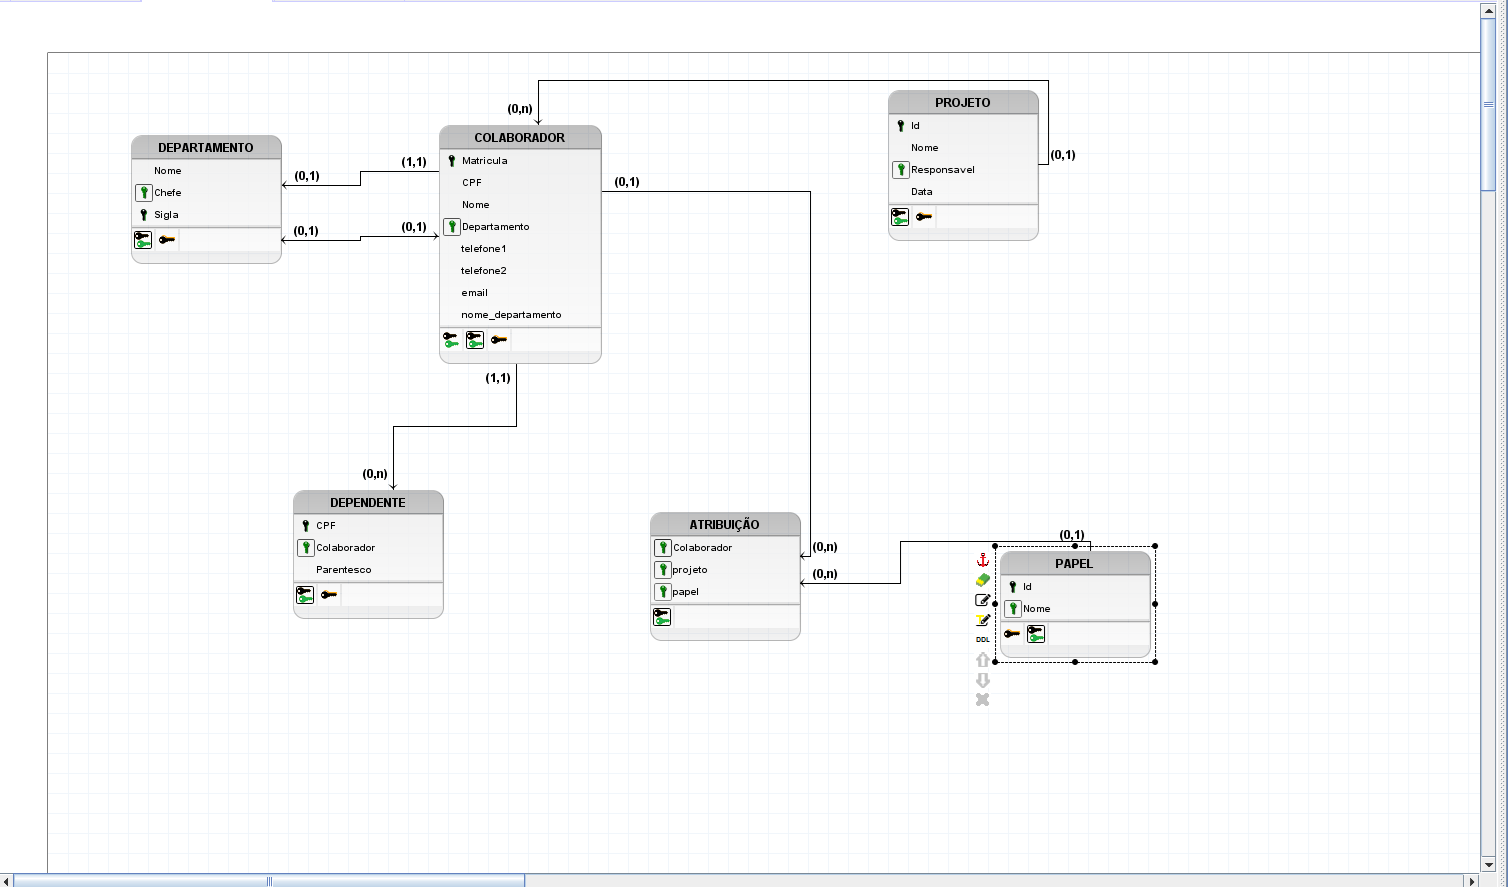 (0,n)
PROJETO
Id
Nome
Responsavel
Data
(0,1)
DEPARTAMENTO
Nome
Chefe
Sigla
(0,1)
(1,1)
(0,1)
(0,1)
COLABORADOR
Matricula
CPF
Nome
Departamento
telefone1
telefone2
email
nome_departamento
(0,1)
(1,1)
(0,n)
DEPENDENTE
CPF
Colaborador
Parentesco
ATRIBUIÇÃO
Colaborador
projeto
papel
(0,n)
(0,n)
(0,1)
PAPEL
Id
Nome
DDL